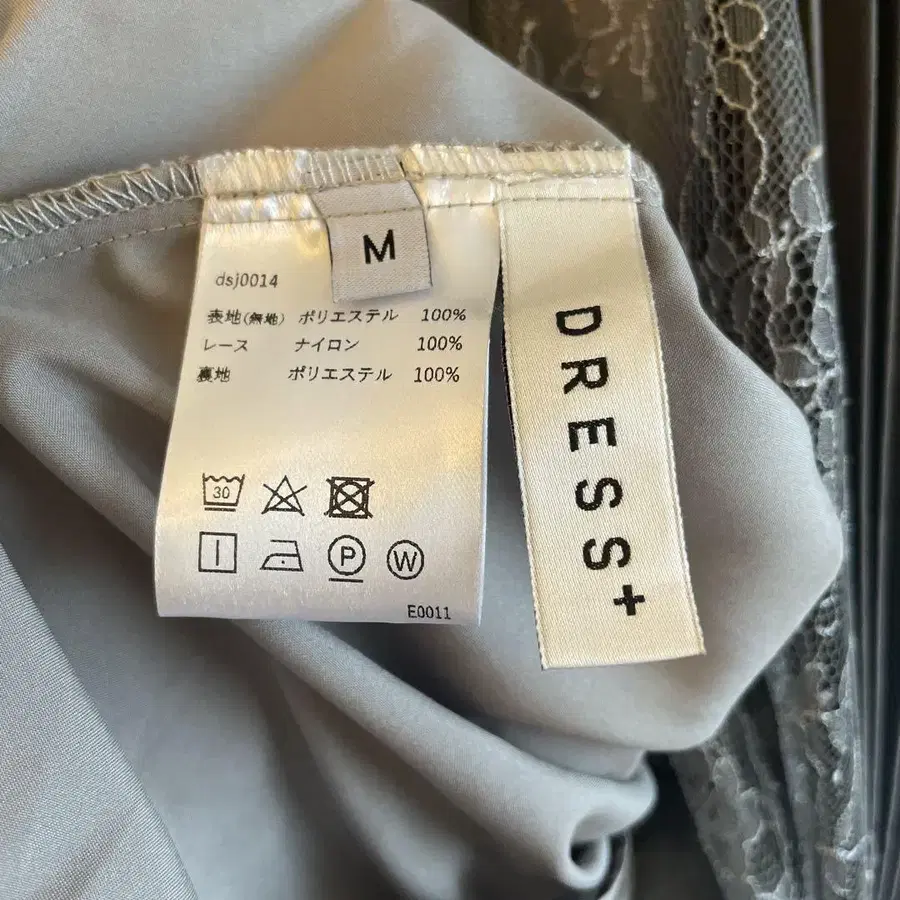 M
dsj0014
表地(無地) ポリエステル 100%
レース ナイロン 100%
裏地 ポリエステル 100%
30
P W
E0011
DRESS+